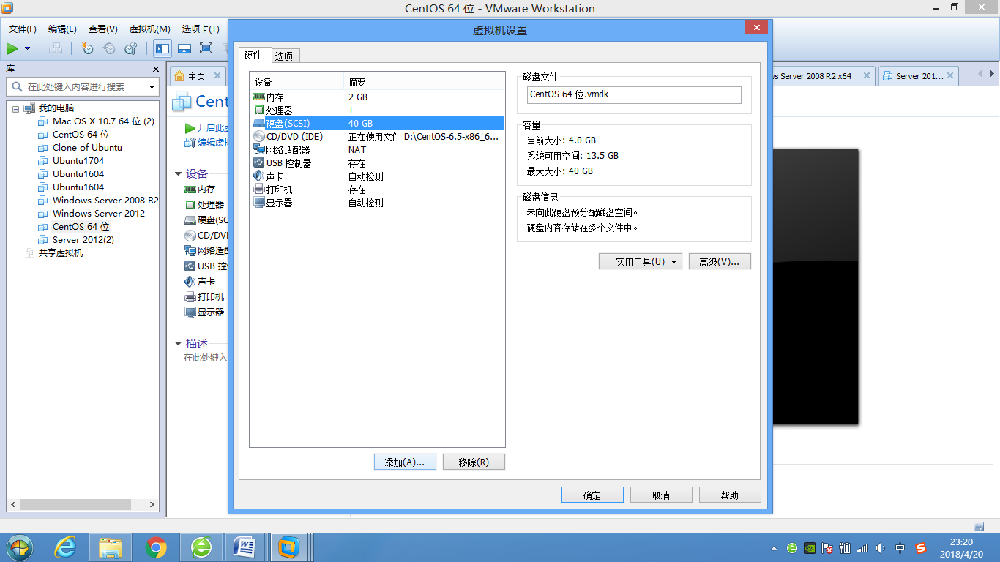 CentOS 64 位 - VMware Workstation
文件(F) 编辑(E) 查看(V) 虚拟机(M) 选项卡(T)
库
在此处键入内容进行搜索
我的电脑
Mac OS X 10.7 64 位 (2)
CentOS 64 位
Clone of Ubuntu
Ubuntu1704
Ubuntu1604
Ubuntu1604
Windows Server 2008 R2
Windows Server 2012
CentOS 64 位
Server 2012(2)
共享虚拟机
主页
Cent
开启此
编辑虚
设备
内存
处理器
硬盘(SC
CD/DV
网络适
USB 控
声卡
打印机
显示器
描述
在此处键入
虚拟机设置
硬件 选项
设备 摘要
内存 2 GB
处理器 1
硬盘(SCSI) 40 GB
CD/DVD (IDE) 正在使用文件 D:\CentOS-6.5-x86_6...
网络适配器 NAT
USB 控制器 存在
声卡 自动检测
打印机 存在
显示器 自动检测
添加(A)... 移除(R)
磁盘文件
CentOS 64 位.vmdk
容量
当前大小: 4.0 GB
系统可用空间: 13.5 GB
最大大小: 40 GB
磁盘信息
未向此硬盘预分配磁盘空间。
硬盘内容存储在多个文件中。
实用工具(U) 高级(V)...
确定 取消 帮助
s Server 2008 R2 x64 Server 201...
中
23:20
2018/4/20